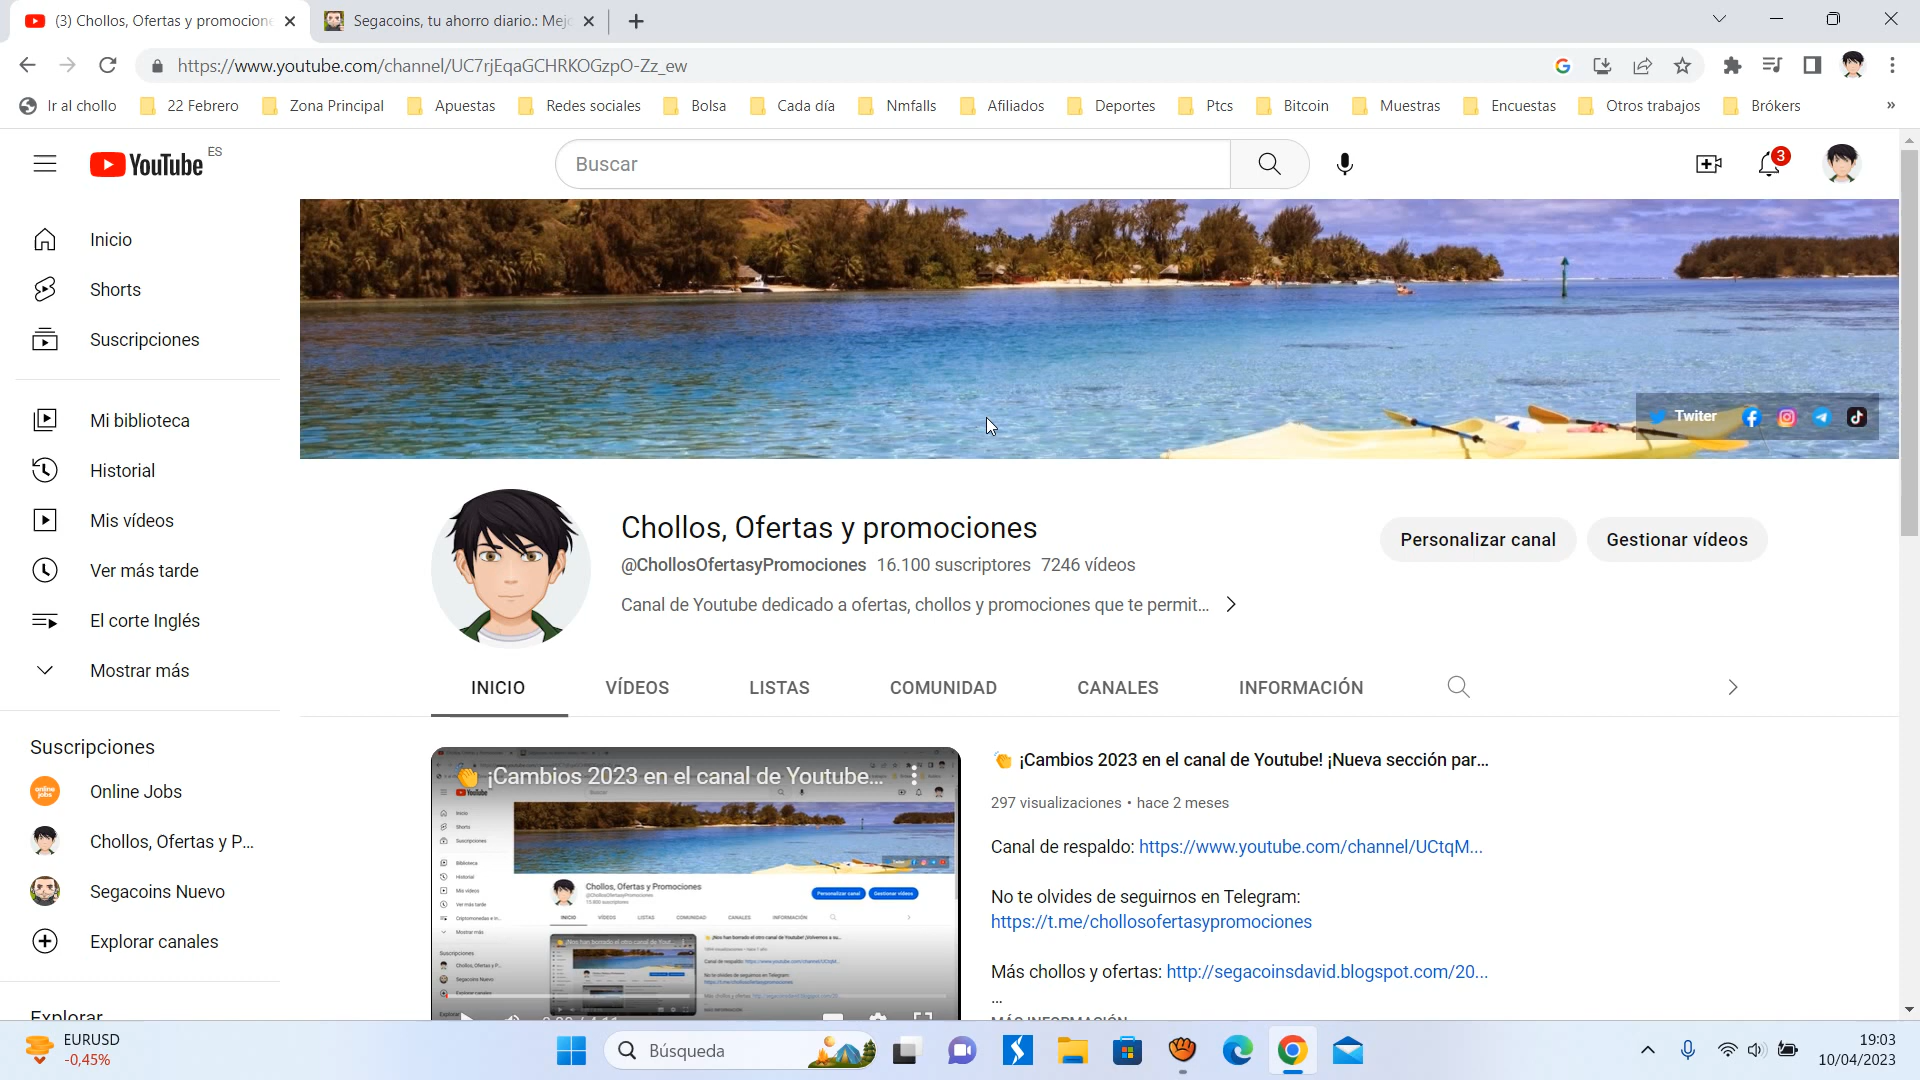 (3) Chollos, Ofertas y promocione
Segacoins, tu ahorro diario.: Mejo
https://www.youtube.com/channel/UC7rjEqaGCHRKOGzpO-Zz_ew
Ir al chollo
22 Febrero
Zona Principal
Apuestas
Redes sociales
Bolsa
Cada día
Nmfalls
Afiliados
Deportes
Ptcs
Bitcoin
Muestras
Encuestas
Otros trabajos
Brókers
»
YouTube ES
Buscar
3
Inicio
Shorts
Suscripciones
Mi biblioteca
Historial
Mis vídeos
Ver más tarde
El corte Inglés
Mostrar más
Suscripciones
Online Jobs
Chollos, Ofertas y P...
Segacoins Nuevo
Explorar canales
Explorar
Twiter
Chollos, Ofertas y promociones
@ChollosOfertasyPromociones 16.100 suscriptores 7246 vídeos
Canal de Youtube dedicado a ofertas, chollos y promociones que te permit...
Personalizar canal
Gestionar vídeos
INICIO
VÍDEOS
LISTAS
COMUNIDAD
CANALES
INFORMACIÓN
👏 ¡Cambios 2023 en el canal de Youtube...
Chollos, Ofertas y Promociones
👏 ¡Cambios 2023 en el canal de Youtube! ¡Nueva sección par...
297 visualizaciones • hace 2 meses
Canal de respaldo: https://www.youtube.com/channel/UCtqM...
No te olvides de seguirnos en Telegram:
https://t.me/chollosofertasypromociones
Más chollos y ofertas: http://segacoinsdavid.blogspot.com/20...
...
MÁS INFORMACIÓN
EURUSD
-0,45%
Búsqueda
19:03
10/04/2023